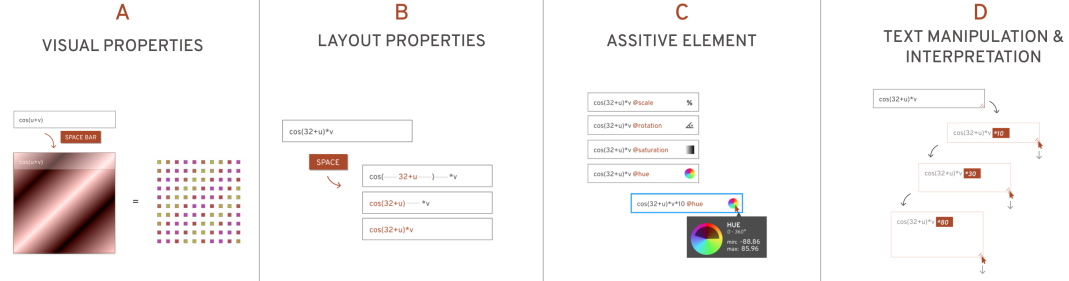 A
VISUAL PROPERTIES
cos(u+v)
SPACE BAR
cos(u+v)
=
B
LAYOUT PROPERTIES
cos(32+u)*v
SPACE
cos( 32+u )*v
cos(32+u) *v
cos(32+u)*v
C
ASSITIVE ELEMENT
cos(32+u)*v @scale %
cos(32+u)*v @rotation
cos(32+u)*v @saturation
cos(32+u)*v @hue
cos(32+u)*v*10 @hue
HUE
0 - 360°
min: -88.86
max: 85.96
D
TEXT MANIPULATION &
INTERPRETATION
cos(32+u)*v
cos(32+u)*v *10
cos(32+u)*v *30
cos(32+u)*v *80